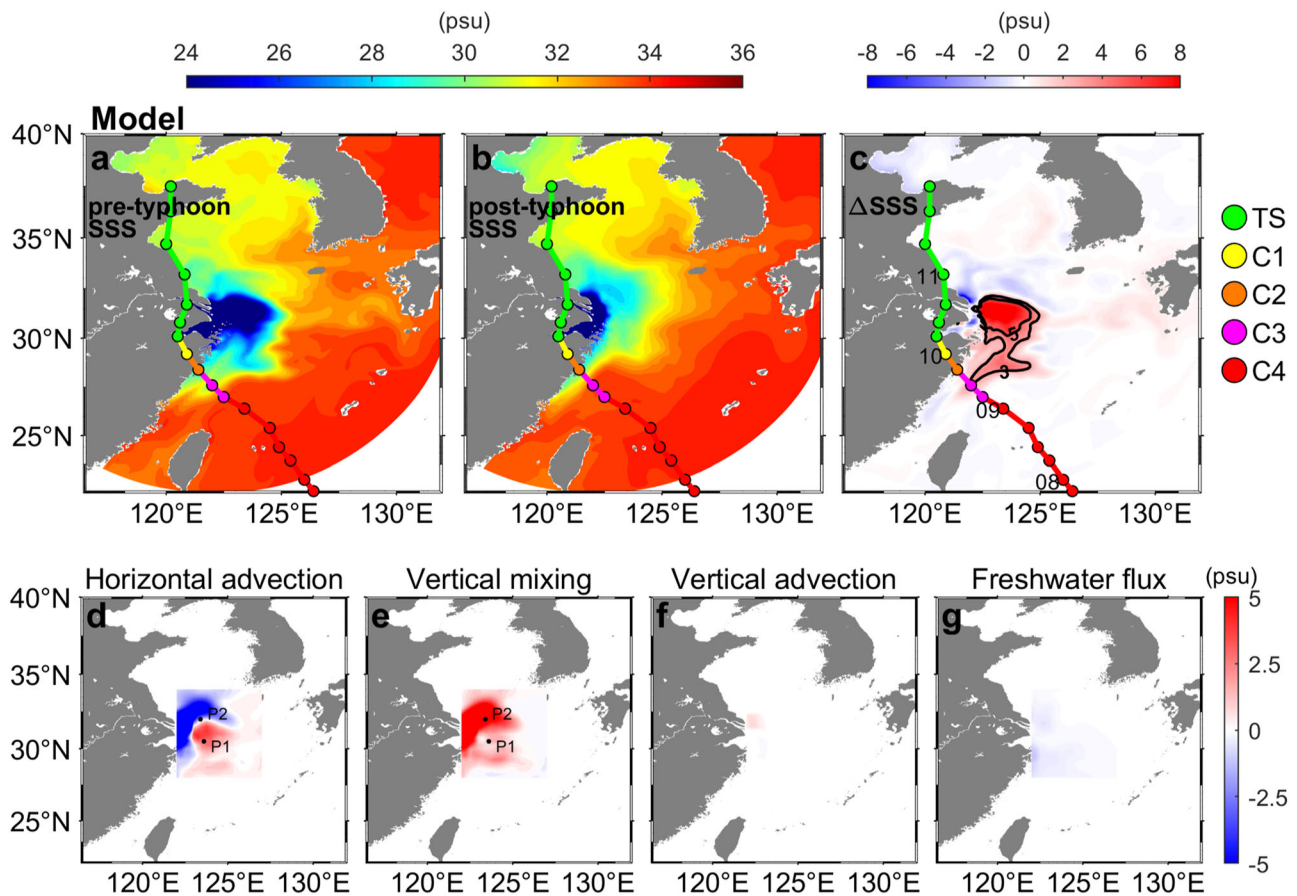 (psu)
(psu)
24 26 28 30 32 34 36
-8 -6 -4 -2 0 2 4 6 8
Model
40°N
35°N
30°N
25°N
a
pre-typhoon
SSS
120°E 125°E 130°E
b
post-typhoon
SSS
120°E 125°E 130°E
c
ΔSSS
11
10
09
08
5
3
120°E 125°E 130°E
TS
C1
C2
C3
C4
Horizontal advection
Vertical mixing
Vertical advection
Freshwater flux
(psu)
40°N
35°N
30°N
25°N
d
P2
P1
120°E 125°E 130°E
e
P2
P1
120°E 125°E 130°E
f
120°E 125°E 130°E
g
120°E 125°E 130°E
5
2.5
0
-2.5
-5